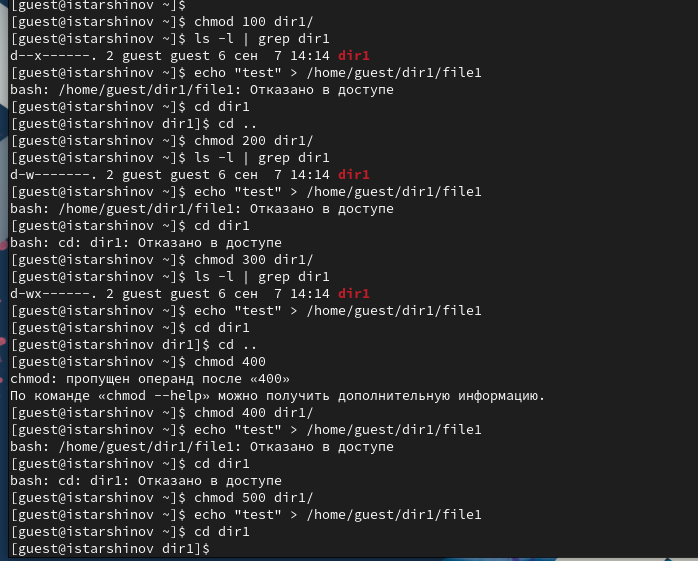 [guest@istarshinov ~]$
[guest@istarshinov ~]$ chmod 100 dir1/
[guest@istarshinov ~]$ ls -l | grep dir1
d--x------. 2 guest guest 6 сен  7 14:14 dir1
[guest@istarshinov ~]$ echo "test" > /home/guest/dir1/file1
bash: /home/guest/dir1/file1: Отказано в доступе
[guest@istarshinov ~]$ cd dir1
[guest@istarshinov dir1]$ cd ..
[guest@istarshinov ~]$ chmod 200 dir1/
[guest@istarshinov ~]$ ls -l | grep dir1
d-w-------. 2 guest guest 6 сен  7 14:14 dir1
[guest@istarshinov ~]$ echo "test" > /home/guest/dir1/file1
bash: /home/guest/dir1/file1: Отказано в доступе
[guest@istarshinov ~]$ cd dir1
bash: cd: dir1: Отказано в доступе
[guest@istarshinov ~]$ chmod 300 dir1/
[guest@istarshinov ~]$ ls -l | grep dir1
d-wx------. 2 guest guest 6 сен  7 14:14 dir1
[guest@istarshinov ~]$ echo "test" > /home/guest/dir1/file1
[guest@istarshinov ~]$ cd dir1
[guest@istarshinov dir1]$ cd ..
[guest@istarshinov ~]$ chmod 400
chmod: пропущен операнд после «400»
По команде «chmod --help» можно получить дополнительную информацию.
[guest@istarshinov ~]$ chmod 400 dir1/
[guest@istarshinov ~]$ echo "test" > /home/guest/dir1/file1
bash: /home/guest/dir1/file1: Отказано в доступе
[guest@istarshinov ~]$ cd dir1
bash: cd: dir1: Отказано в доступе
[guest@istarshinov ~]$ chmod 500 dir1/
[guest@istarshinov ~]$ echo "test" > /home/guest/dir1/file1
[guest@istarshinov ~]$ cd dir1
[guest@istarshinov dir1]$